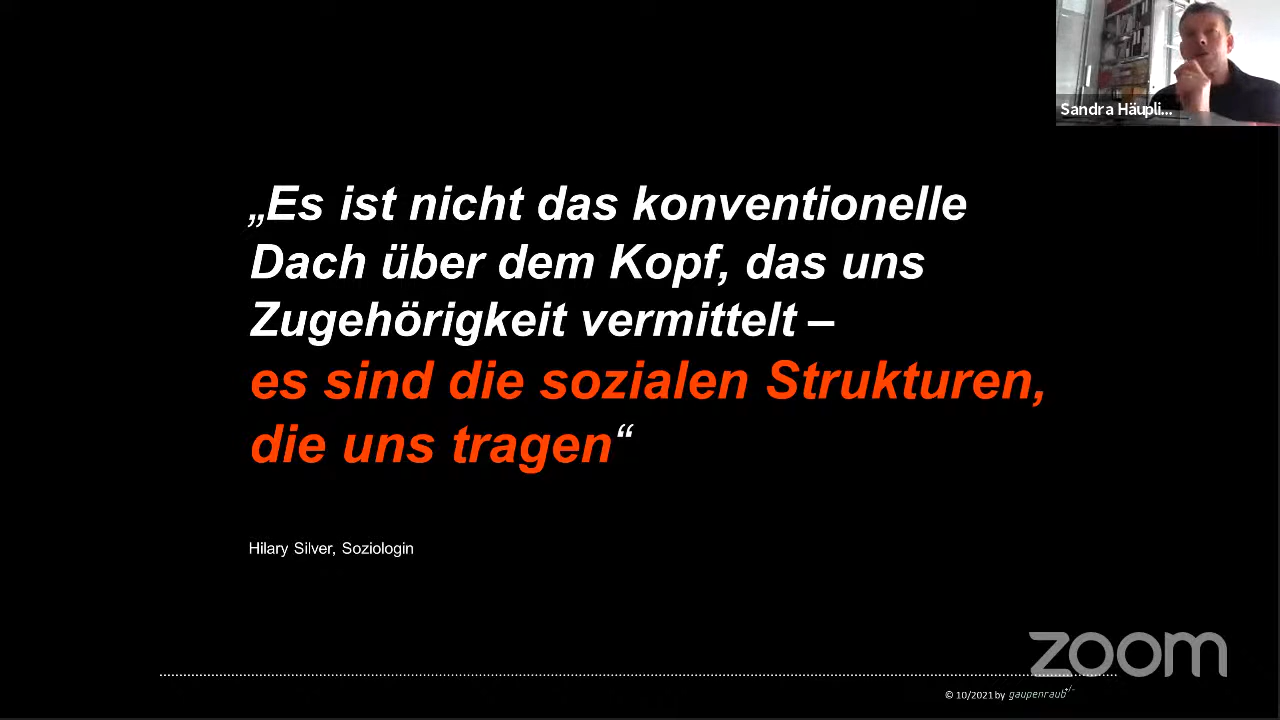 Sandra Häupli...
„Es ist nicht das konventionelle
Dach über dem Kopf, das uns
Zugehörigkeit vermittelt –
es sind die sozialen Strukturen,
die uns tragen“
Hilary Silver, Soziologin
zoom
© 10/2021 by gaupenraub+/-